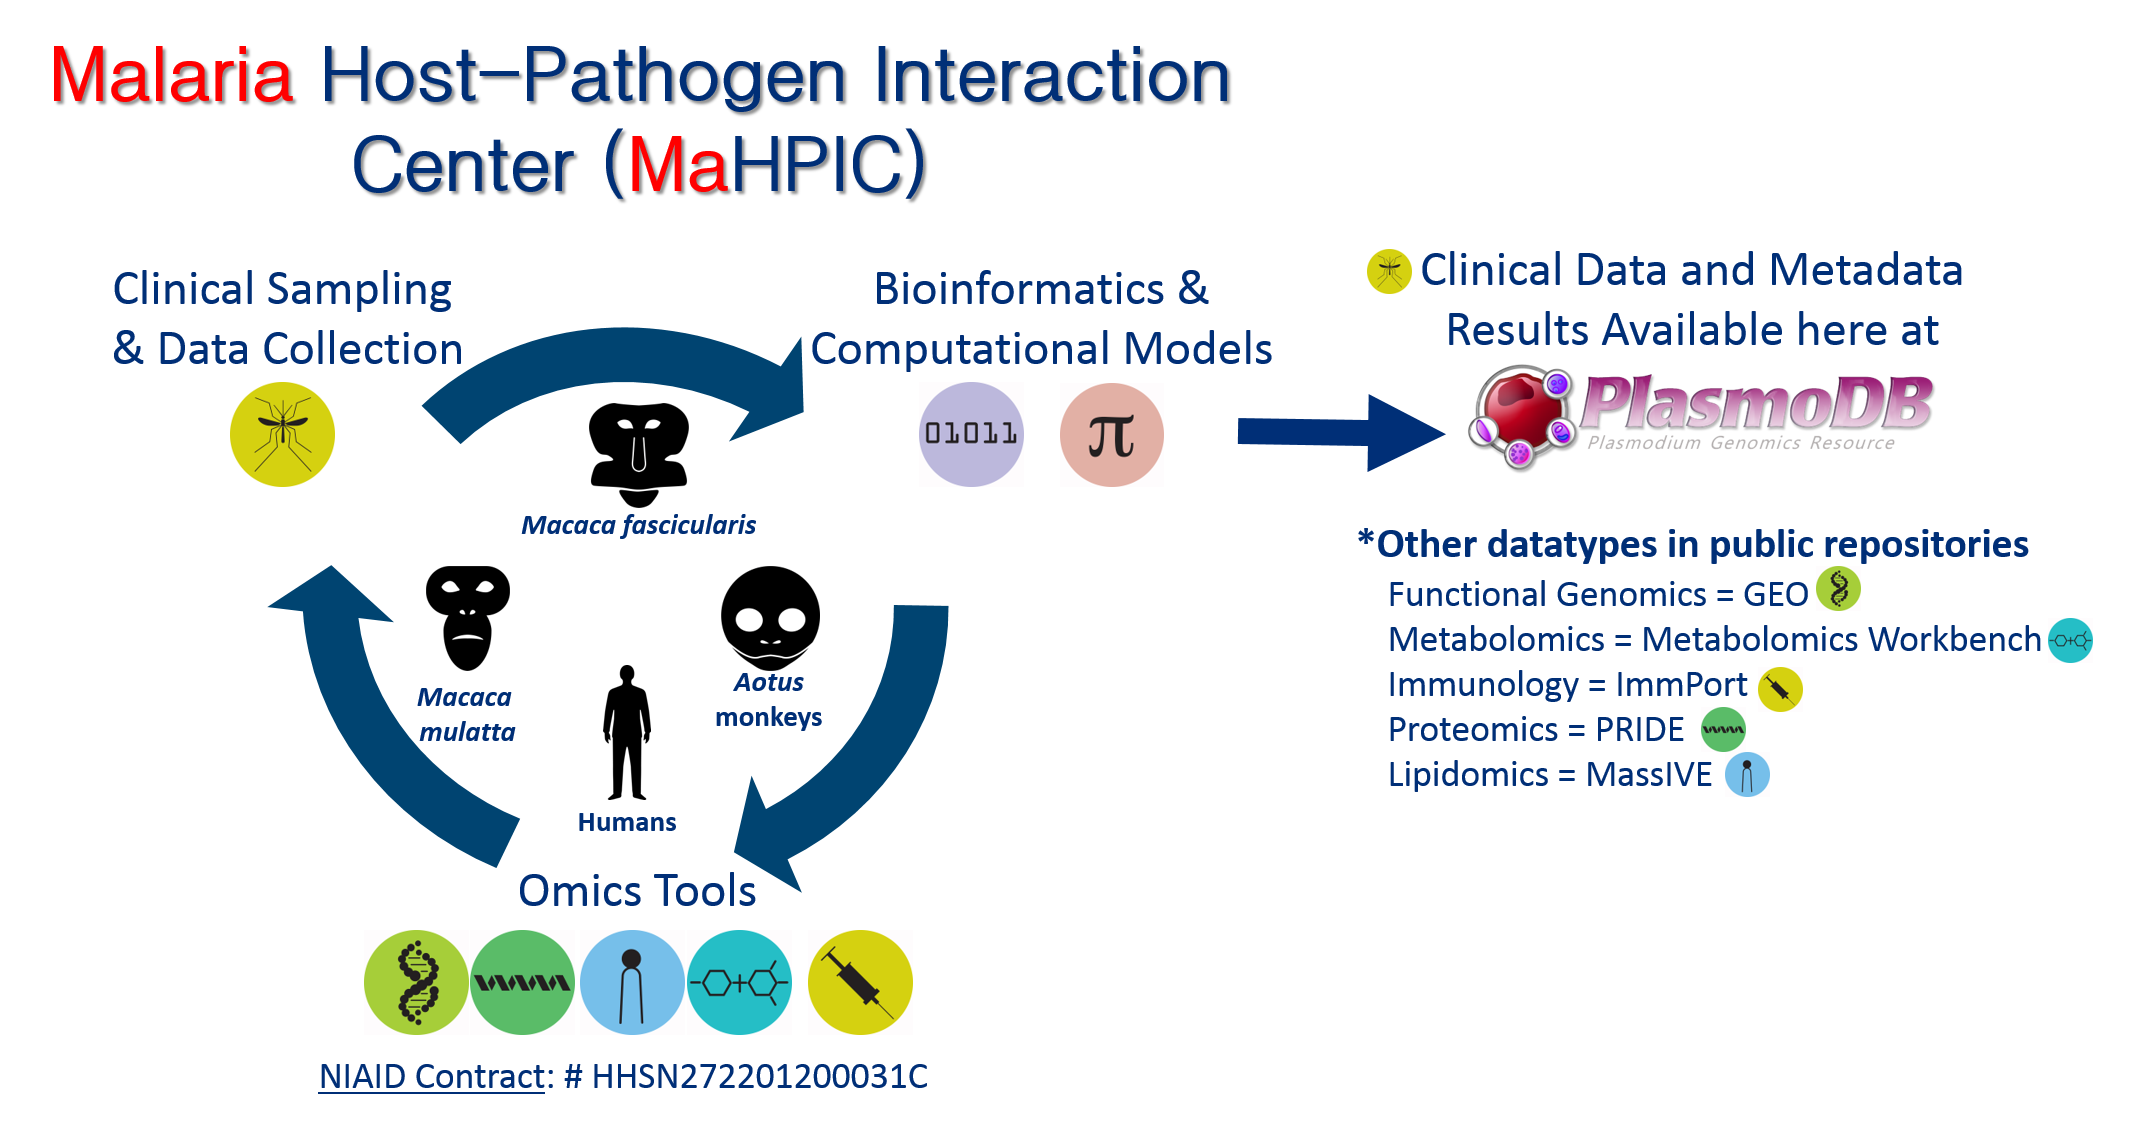 Malaria Host-Pathogen Interaction
Center (MaHPIC)
Clinical Sampling
& Data Collection
Bioinformatics &
Computational Models
01011
π
Clinical Data and Metadata
Results Available here at
PlasmoDB
Plasmodium Genomics Resource
Macaca fascicularis
Macaca
mulatta
Aotus
monkeys
Humans
Omics Tools
NIAID Contract: # HHSN272201200031C
*Other datatypes in public repositories
Functional Genomics = GEO
Metabolomics = Metabolomics Workbench
Immunology = ImmPort
Proteomics = PRIDE
Lipidomics = MassIVE